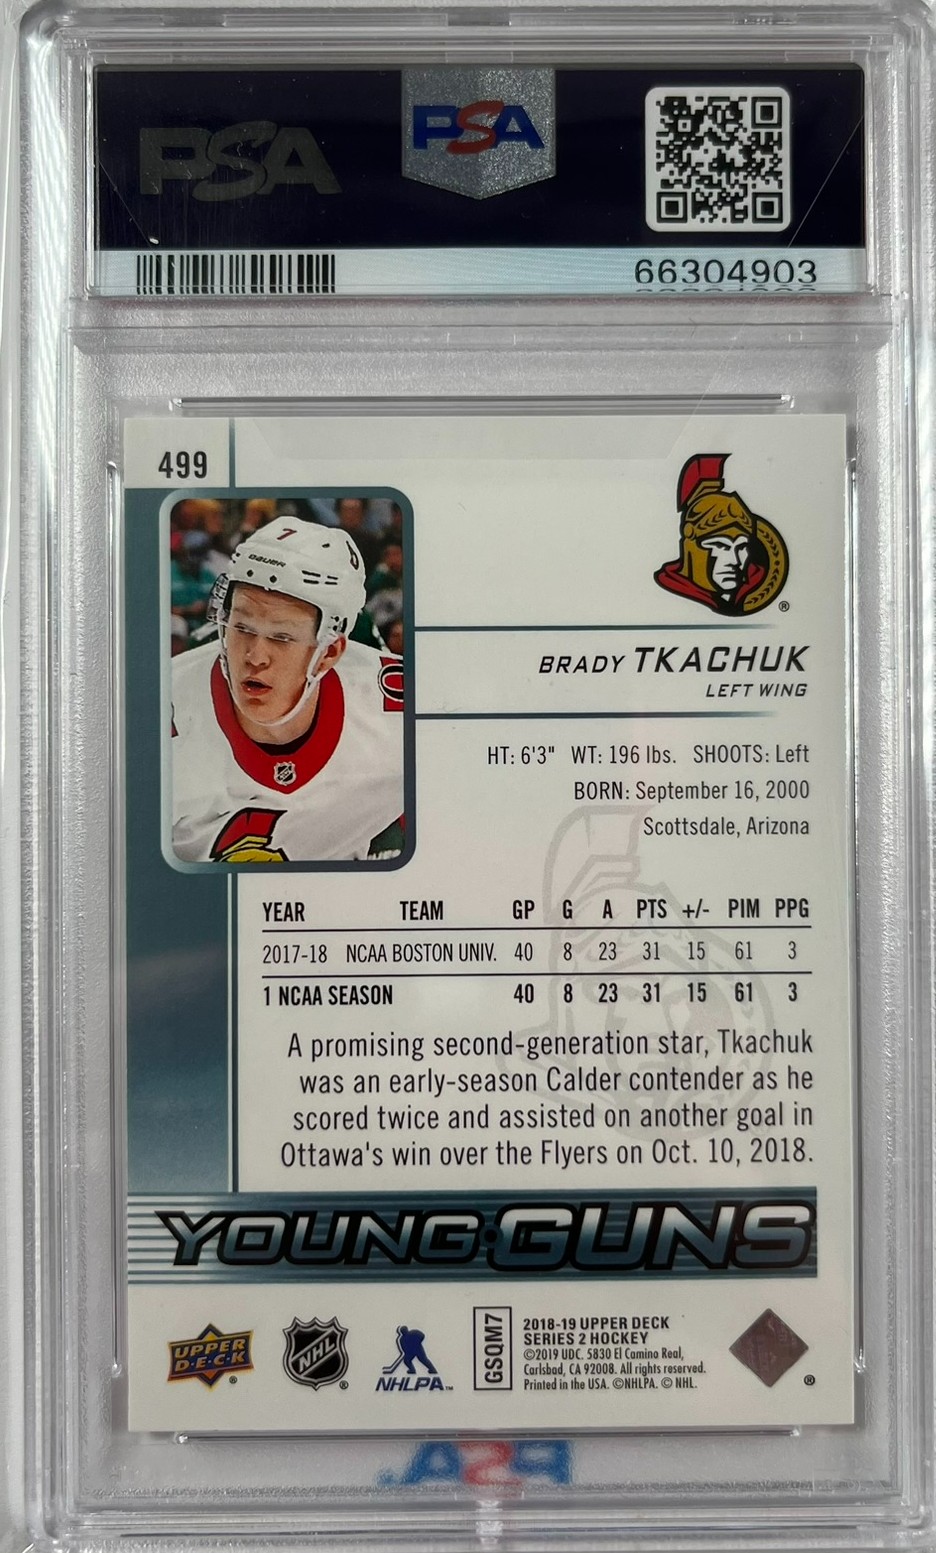 PSA
PSA
66304903
499
7
BAUER
BRADY TKACHUK
LEFT WING
HT: 6'3" WT: 196 lbs. SHOOTS: Left
BORN: September 16, 2000
Scottsdale, Arizona
YEAR TEAM GP G A PTS +/- PIM PPG
2017-18 NCAA BOSTON UNIV. 40 8 23 31 15 61 3
1 NCAA SEASON 40 8 23 31 15 61 3
A promising second-generation star, Tkachuk
was an early-season Calder contender as he
scored twice and assisted on another goal in
Ottawa's win over the Flyers on Oct. 10, 2018.
YOUNG GUNS
UPPER
D·E·C·K ®
NHL ®
NHLPA™
GSQM7
2018-19 UPPER DECK
SERIES 2 HOCKEY
©2019 UDC. 5830 El Camino Real,
Carlsbad, CA 92008. All rights reserved.
Printed in the USA. ©NHLPA. © NHL.
®
PSA